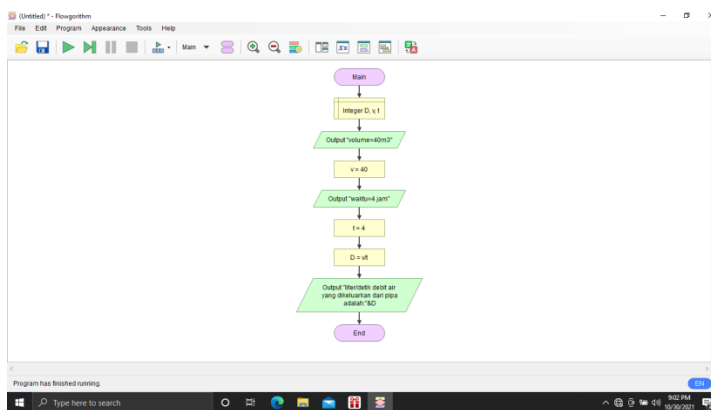 (Untitled) * - Flowgorithm
File Edit Program Appearance Tools Help
Main
Main
Integer D, v, t
Output "volume=40m3"
v = 40
Output "waktu=4 jam"
t = 4
D = v/t
Output "liter/detik debit air
yang dikeluarkan dari pipa
adalah:"&D
End
Program has finished running.
EN
Type here to search
9:02 PM
10/30/2021